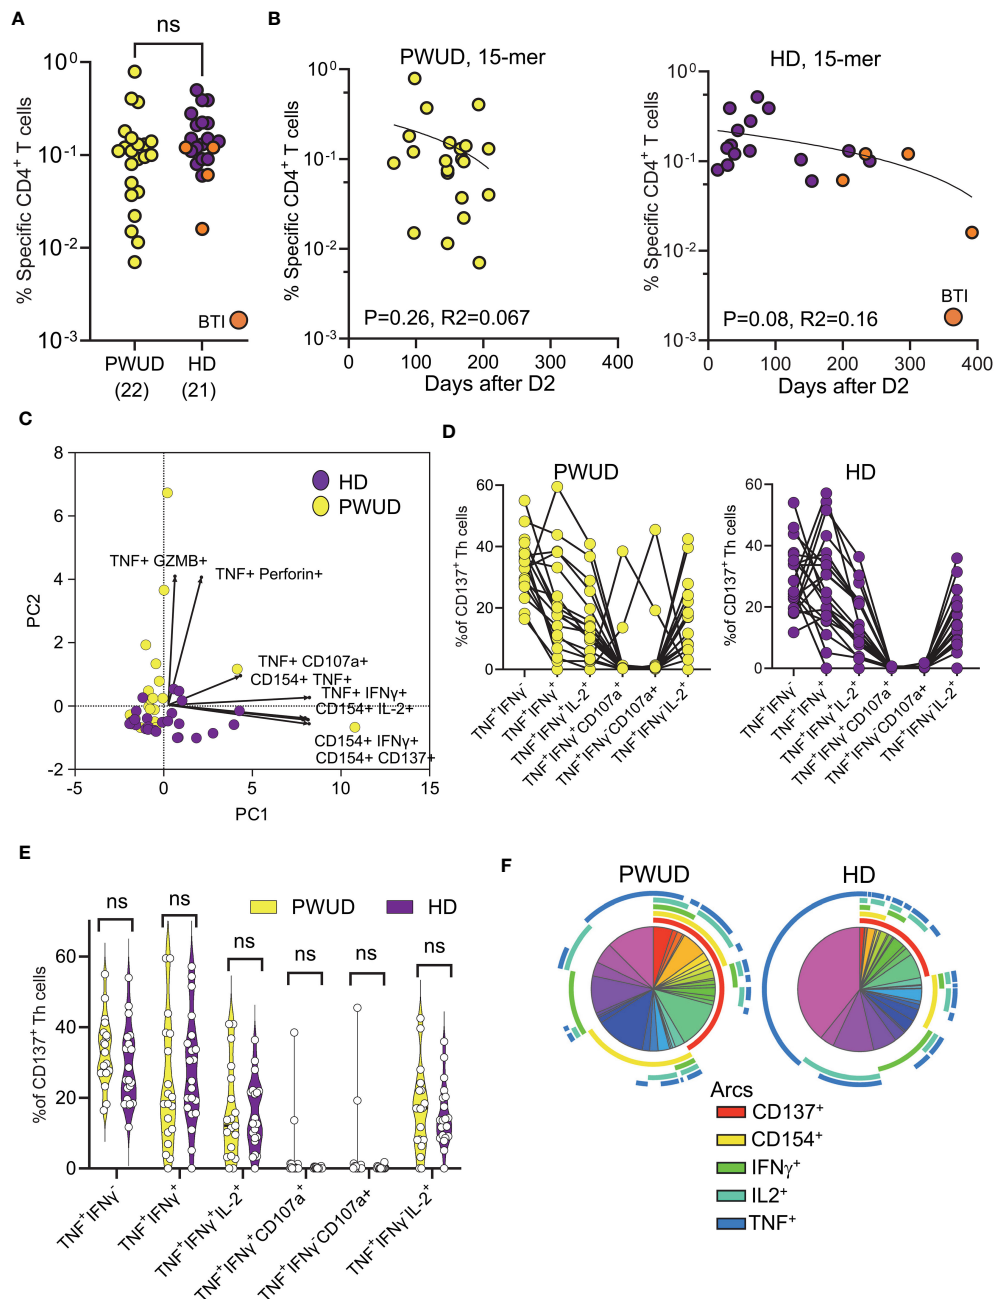 A
ns
% Specific CD4⁺ T cells
10⁰
10⁻¹
10⁻²
10⁻³
BTI
PWUD
(22)
HD
(21)
B
PWUD, 15-mer
% Specific CD4⁺ T cells
10⁰
10⁻¹
10⁻²
10⁻³
P=0.26, R2=0.067
0
100
200
300
400
Days after D2
HD, 15-mer
% Specific CD4⁺ T cells
10⁰
10⁻¹
10⁻²
10⁻³
BTI
P=0.08, R2=0.16
0
100
200
300
400
Days after D2
C
8
6
4
2
0
-2
PC2
HD
PWUD
TNF+ GZMB+
TNF+ Perforin+
TNF+ CD107a+
CD154+ TNF+
TNF+ IFNγ+
CD154+ IL-2+
CD154+ IFNγ+
CD154+ CD137+
-5
0
5
10
15
PC1
D
PWUD
%of CD137⁺ Th cells
60
40
20
0
TNF⁺IFNγ⁻
TNF⁺IFNγ⁺
TNF⁺IFNγ⁺IL-2⁺
TNF⁺IFNγ⁺CD107a⁺
TNF⁺IFNγ⁻CD107a+
TNF⁺IFNγ⁻IL-2⁺
HD
%of CD137⁺ Th cells
60
40
20
0
TNF⁺IFNγ⁻
TNF⁺IFNγ⁺
TNF⁺IFNγ⁺IL-2⁺
TNF⁺IFNγ⁺CD107a⁺
TNF⁺IFNγ⁻CD107a+
TNF⁺IFNγ⁻IL-2⁺
E
PWUD
HD
ns
ns
ns
ns
ns
ns
%of CD137⁺ Th cells
60
40
20
0
TNF⁺IFNγ⁻
TNF⁺IFNγ⁺
TNF⁺IFNγ⁺IL-2⁺
TNF⁺IFNγ⁺CD107a⁺
TNF⁺IFNγ⁻CD107a+
TNF⁺IFNγ⁻IL-2⁺
F
PWUD
HD
Arcs
CD137⁺
CD154⁺
IFNγ⁺
IL2⁺
TNF⁺